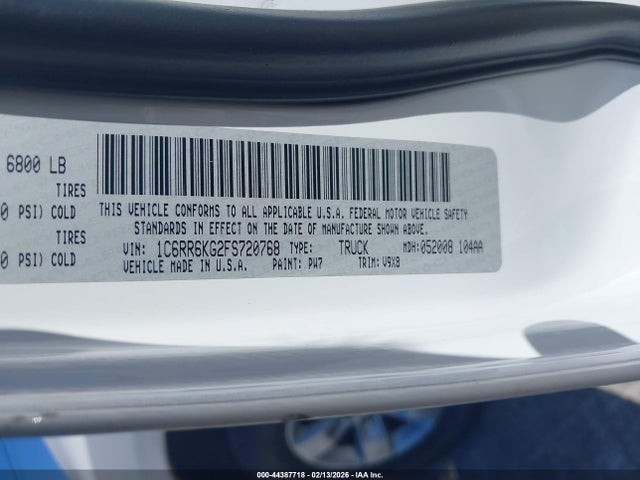 6800 LB
TIRES
0 PSI) COLD
TIRES
0 PSI) COLD
THIS VEHICLE CONFORMS TO ALL APPLICABLE U.S.A. FEDERAL MOTOR VEHICLE SAFETY
STANDARDS IN EFFECT ON THE DATE OF MANUFACTURE SHOWN ABOVE.
VIN: 1C6RR6KG2FS720768 TYPE: TRUCK MDH: 052008 104AA
VEHICLE MADE IN U.S.A. PAINT: PW7 TRIM: V9X8
000-44387718 - 02/13/2026 - IAA Inc.